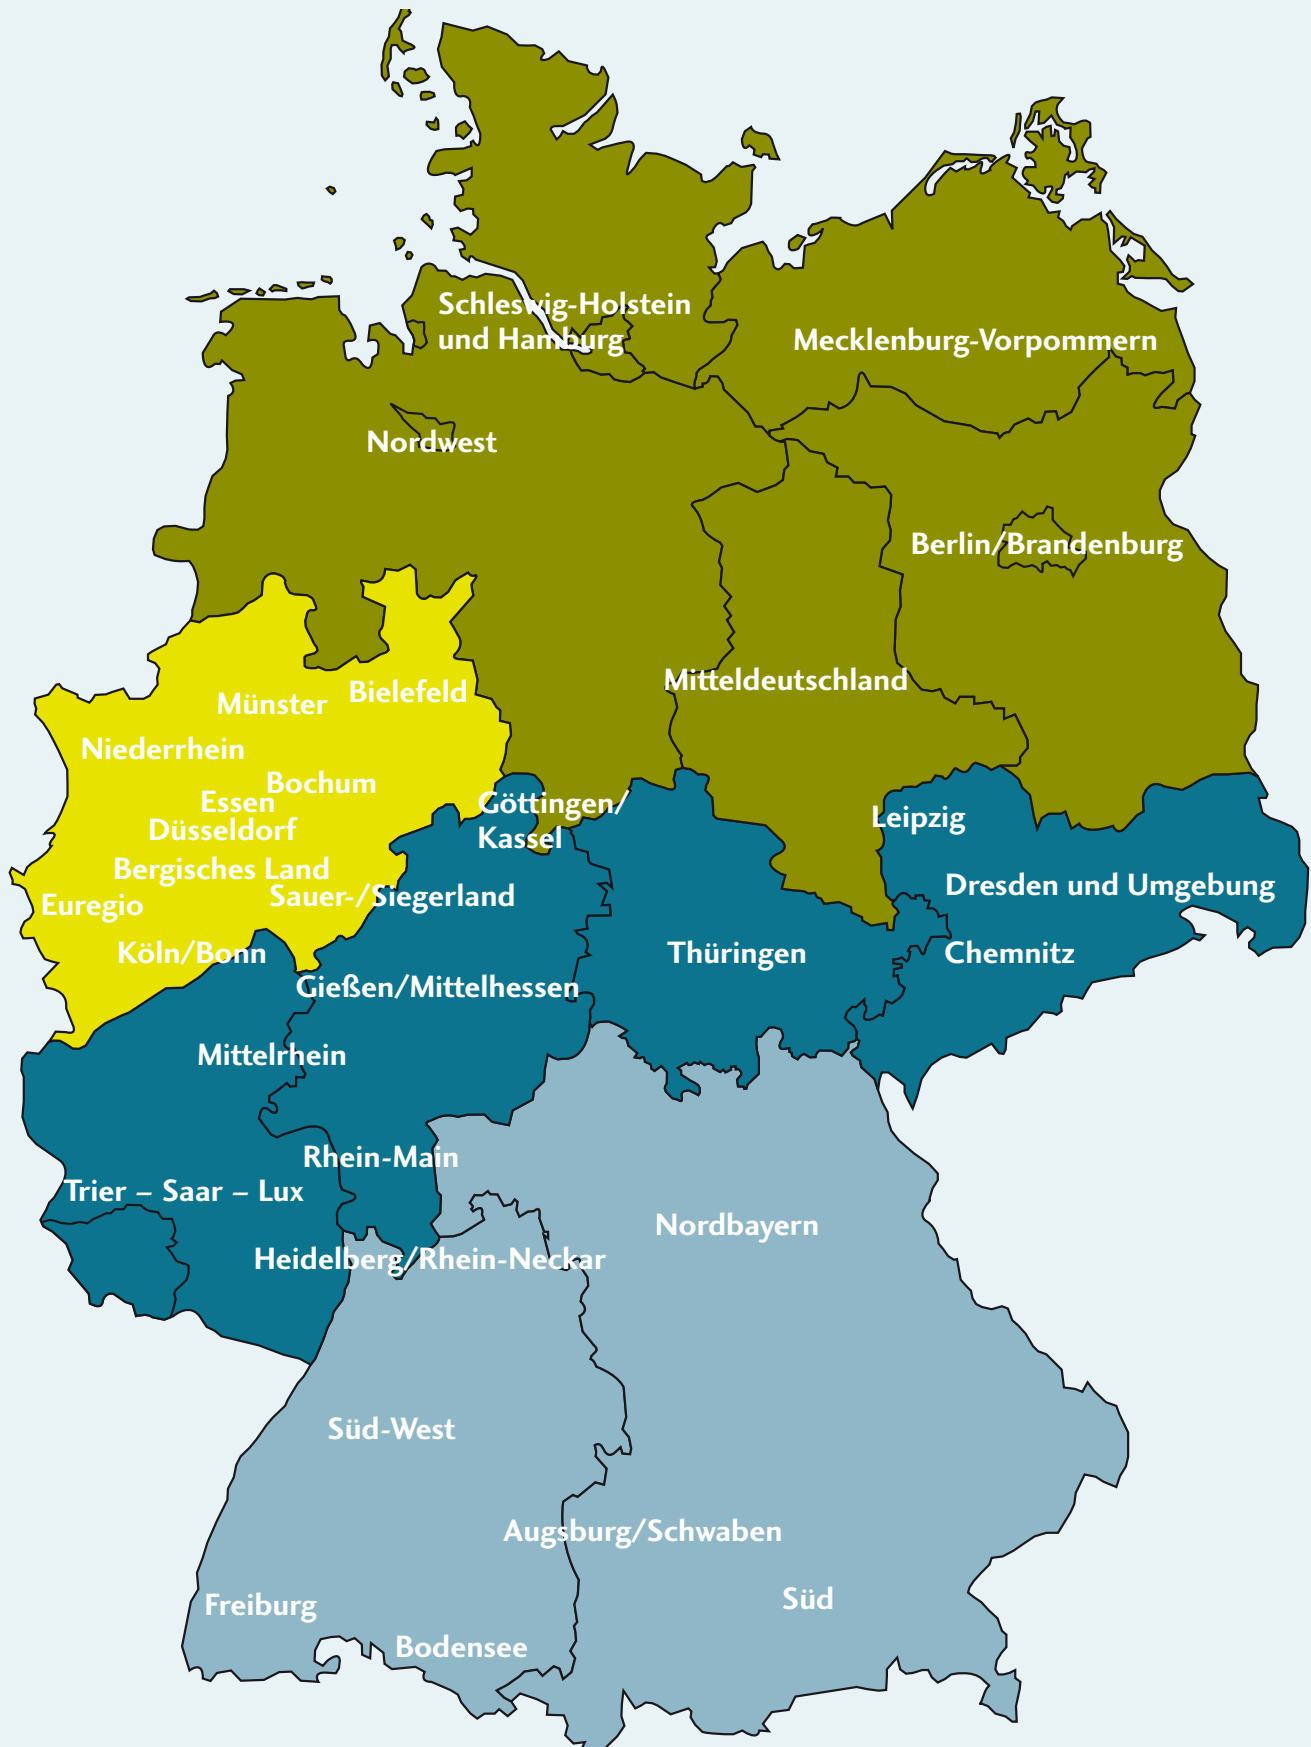 Schleswig-Holstein
und Hamburg
Mecklenburg-Vorpommern
Nordwest
Berlin/Brandenburg
Mitteldeutschland
Münster
Bielefeld
Niederrhein
Bochum
Essen
Göttingen/
Kassel
Düsseldorf
Leipzig
Bergisches Land
Dresden und Umgebung
Sauer-/Siegerland
Euregio
Köln/Bonn
Thüringen
Chemnitz
Gießen/Mittelhessen
Mittelrhein
Rhein-Main
Trier – Saar – Lux
Nordbayern
Heidelberg/Rhein-Neckar
Süd-West
Augsburg/Schwaben
Süd
Freiburg
Bodensee